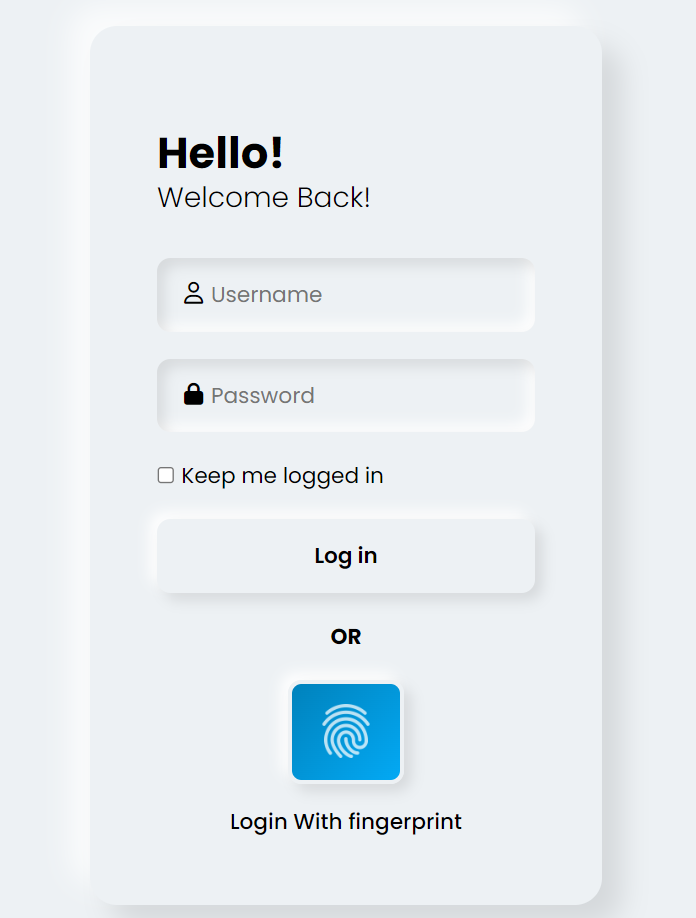 Hello!
Welcome Back!
Username
Password
Keep me logged in
Log in
OR
Login With fingerprint